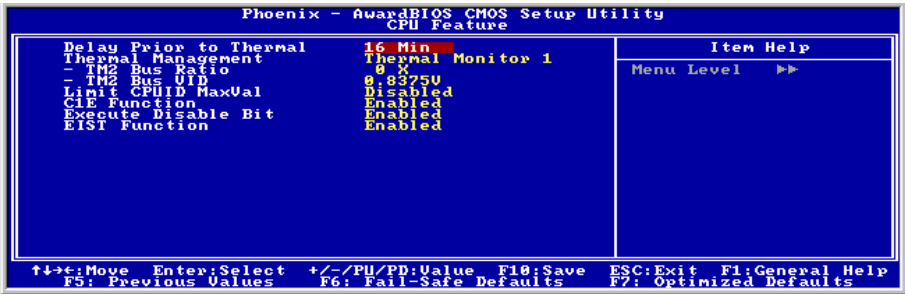 Phoenix - AwardBIOS CMOS Setup Utility
CPU Feature
Delay Prior to Thermal 16 Min
Thermal Management Thermal Monitor 1
- TM2 Bus Ratio 0 X
- TM2 Bus VID 0.8375V
Limit CPUID MaxVal Disabled
C1E Function Enabled
Execute Disable Bit Enabled
EIST Function Enabled
Item Help
Menu Level ►►
↑↓→←:Move Enter:Select +/-/PU/PD:Value F10:Save ESC:Exit F1:General Help
F5: Previous Values F6: Fail-Safe Defaults F7: Optimized Defaults